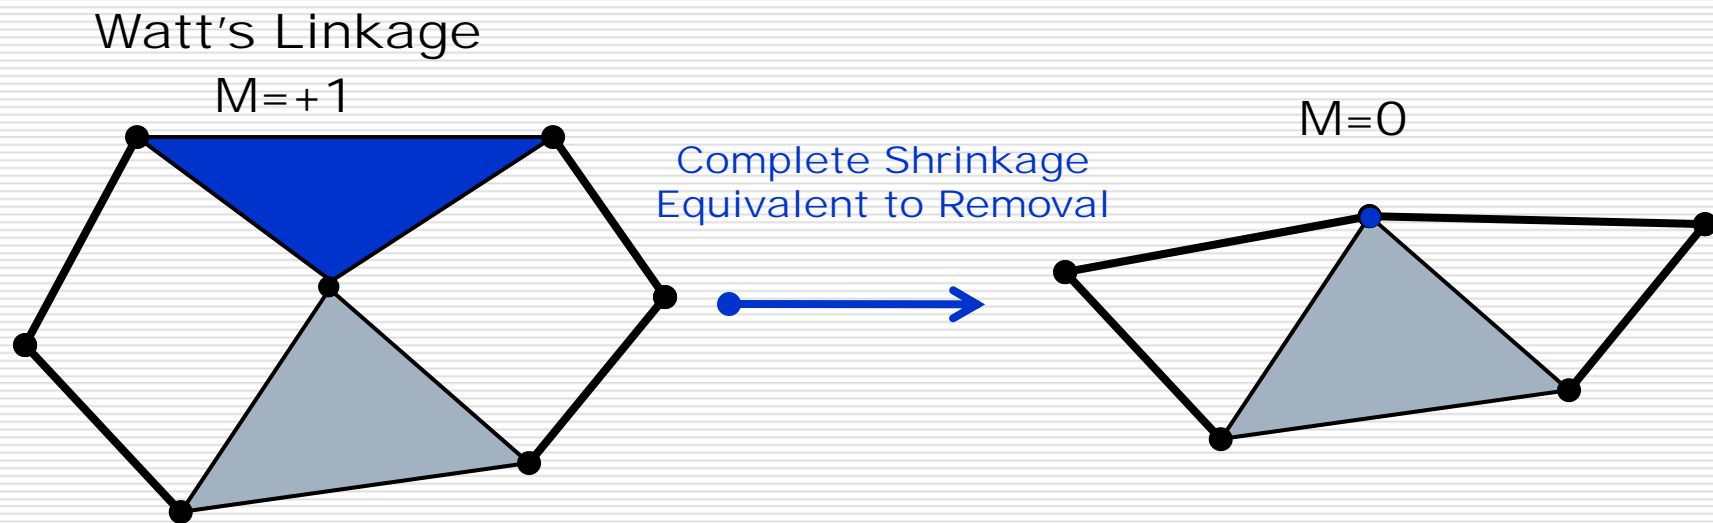 Watt's Linkage
M=+1
Complete Shrinkage
Equivalent to Removal
M=0